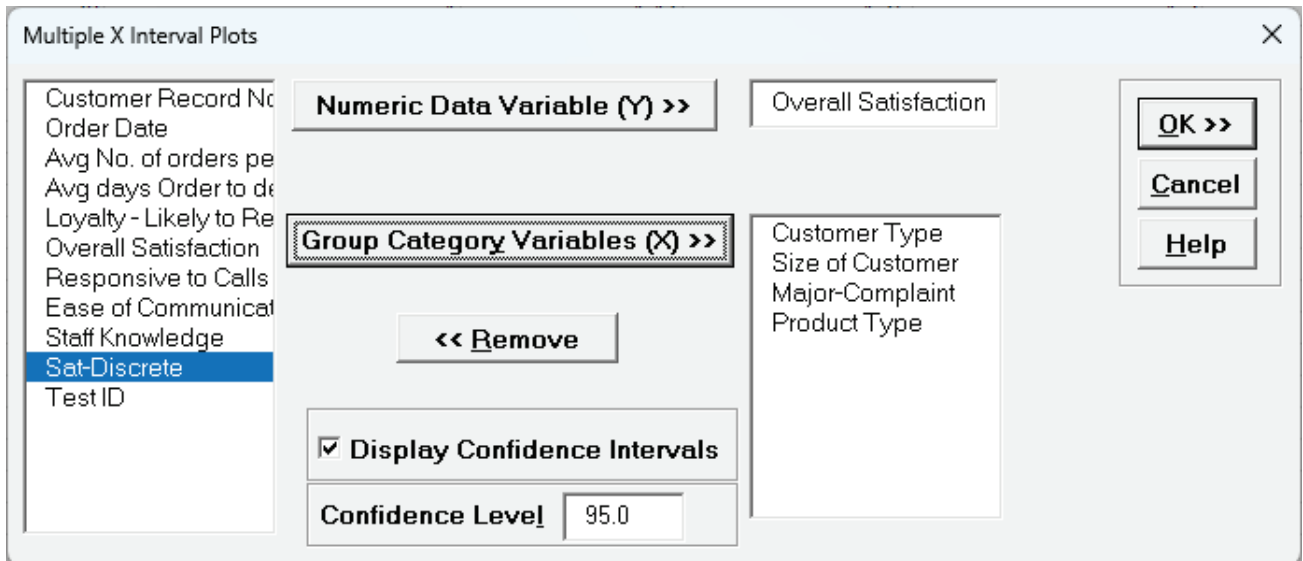 Multiple X Interval Plots
Customer Record No
Order Date
Avg No. of orders pe
Avg days Order to de
Loyalty - Likely to Re
Overall Satisfaction
Responsive to Calls
Ease of Communicat
Staff Knowledge
Sat-Discrete
Test ID
Numeric Data Variable (Y) >>
Overall Satisfaction
Group Category Variables (X) >>
Customer Type
Size of Customer
Major-Complaint
Product Type
<< Remove
Display Confidence Intervals
Confidence Level 95.0
OK >>
Cancel
Help